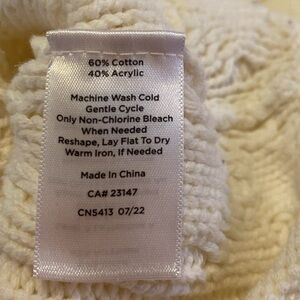 60% Cotton
40% Acrylic
Machine Wash Cold
Gentle Cycle
Only Non-Chlorine Bleach
When Needed
Reshape, Lay Flat To Dry
Warm Iron, If Needed
Made In China
CA# 23147
CN5413 07/22